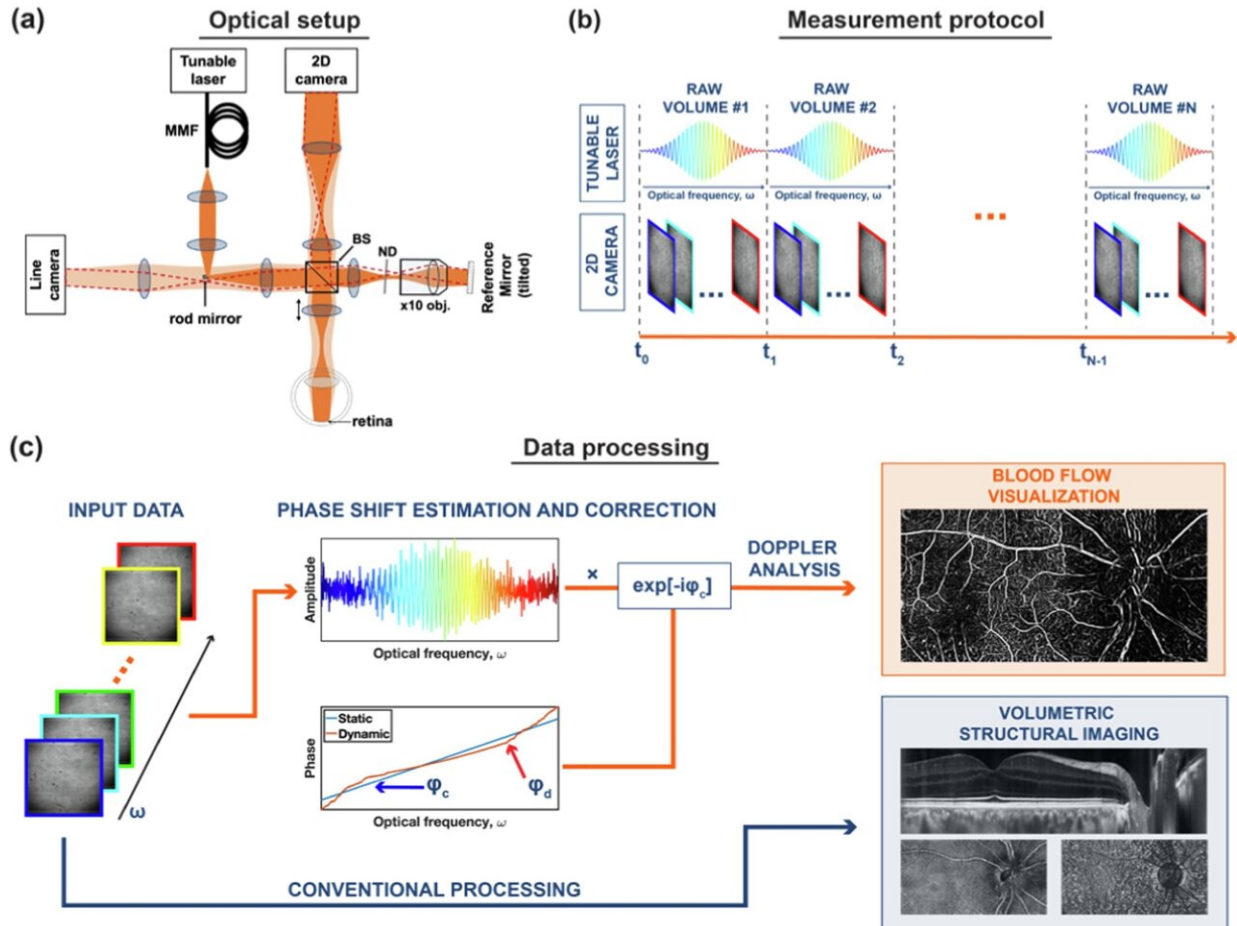 (a)
Optical setup
Tunable
laser
2D
camera
MMF
BS
ND
Line
camera
rod mirror
x10 obj.
Reference
Mirror
(tilted)
retina
(b)
Measurement protocol
TUNABLE
LASER
RAW
VOLUME #1
RAW
VOLUME #2
RAW
VOLUME #N
Optical frequency, ω
Optical frequency, ω
Optical frequency, ω
2D
CAMERA
t0
t1
t2
tN-1
(c)
Data processing
INPUT DATA
ω
PHASE SHIFT ESTIMATION AND CORRECTION
Amplitude
Optical frequency, ω
×
exp[-iφc]
DOPPLER
ANALYSIS
Static
Dynamic
Phase
φc
φd
Optical frequency, ω
CONVENTIONAL PROCESSING
BLOOD FLOW
VISUALIZATION
VOLUMETRIC
STRUCTURAL IMAGING